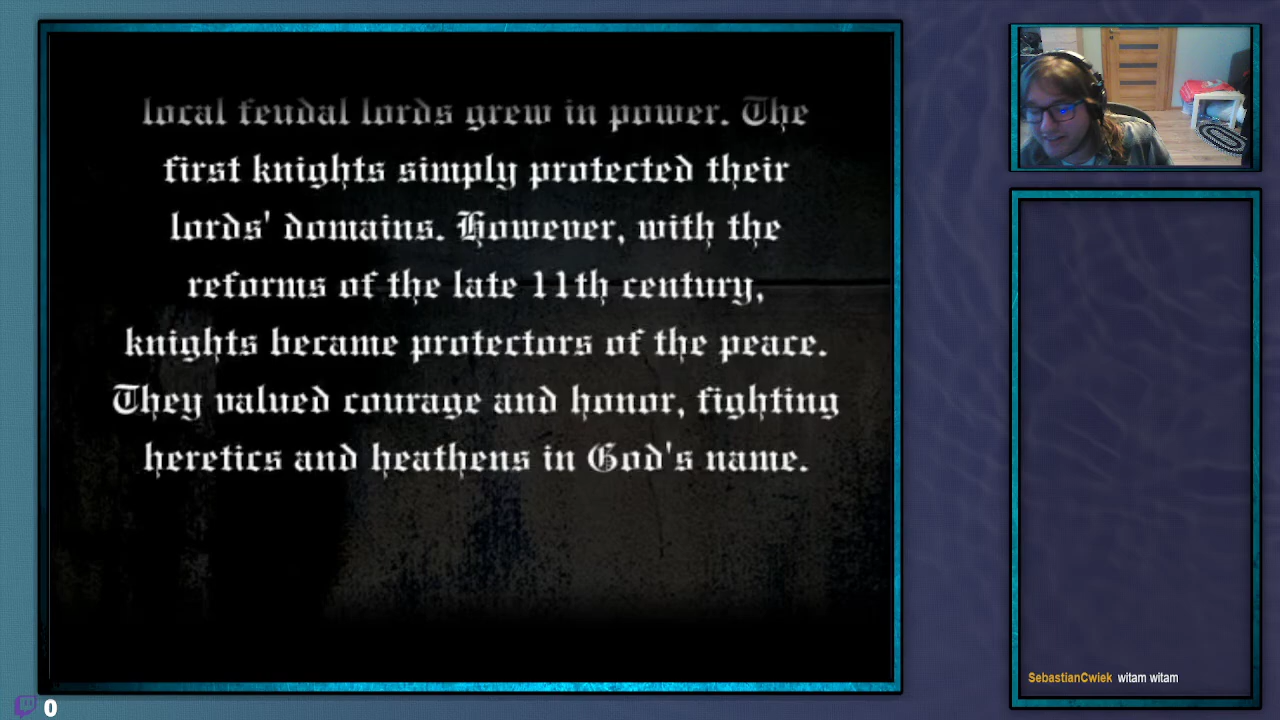 local feudal lords grew in power. The
first knights simply protected their
lords' domains. However, with the
reforms of the late 11th century,
knights became protectors of the peace.
They valued courage and honor, fighting
heretics and heathens in God's name.
SebastianCwiek witam witam
0